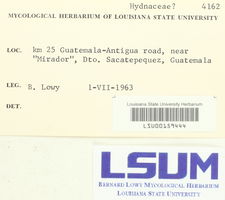 Hydnaceae? 4162
MYCOLOGICAL HERBARIUM OF LOUISIANA STATE UNIVERSITY
LOC. km 25 Guatemala-Antigua road, near
"Mirador", Dto. Sacatepequez, Guatemala
LEG. B. Lowy 1-VII-1963
DET.
Louisiana State University Herbarium
LSU00159444
LSUM
BERNARD LOWY MYCOLOGICAL HERBARIUM
LOUISIANA STATE UNIVERSITY